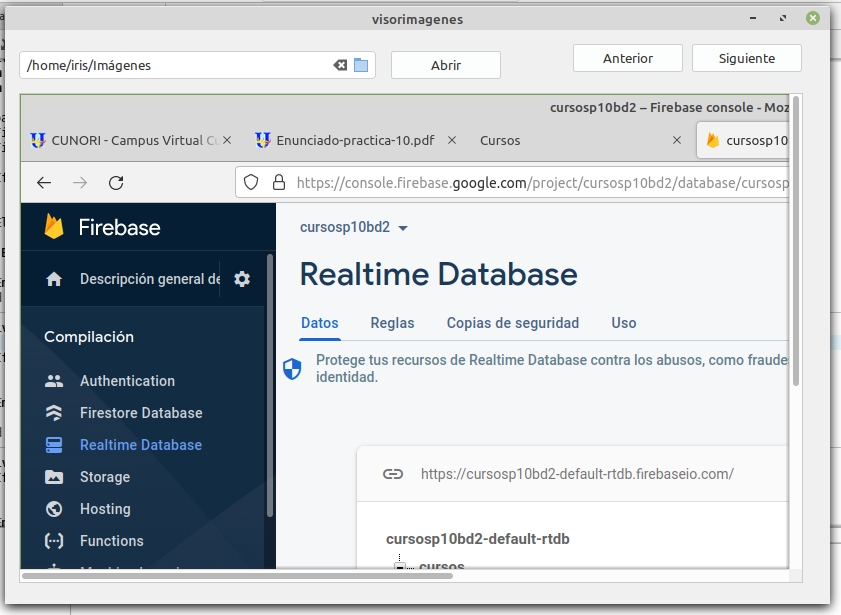 visorimagenes
/home/iris/Imágenes
Abrir
Anterior
Siguiente
cursosp10bd2 – Firebase console - Moz
CUNORI - Campus Virtual Cu
Enunciado-practica-10.pdf
Cursos
cursosp10
https://console.firebase.google.com/project/cursosp10bd2/database/cursosp
Firebase
cursosp10bd2
Descripción general de
Realtime Database
Datos
Reglas
Copias de seguridad
Uso
Compilación
Protege tus recursos de Realtime Database contra los abusos, como fraudes
identidad.
Authentication
Firestore Database
Realtime Database
Storage
Hosting
Functions
https://cursosp10bd2-default-rtdb.firebaseio.com/
cursosp10bd2-default-rtdb
cursos